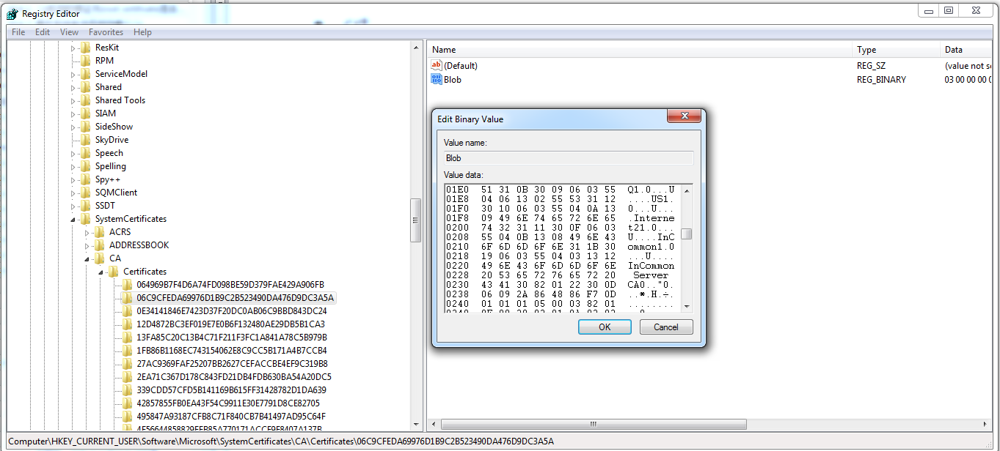 Registry Editor
File Edit View Favorites Help
ResKit
RPM
ServiceModel
Shared
Shared Tools
SIAM
SideShow
SkyDrive
Speech
Spelling
Spy++
SQMClient
SSDT
SystemCertificates
ACRS
ADDRESSBOOK
CA
Certificates
064969B7F4D6A74FD098BE59D379FAE429A906FB
06C9CFEDA69976D1B9C2B523490DA476D9DC3A5A
0E34141846E7423D37F20DC0AB06C9BBD843DC24
12D4872BC3EF019E7E0B6F132480AE29DB5B1CA3
13FA85C20C13B4C71F211F3FC1A841A78C5B979B
1FB86B1168EC743154062E8C9CC5B171A4B7CCB4
27AC9369FAF25207BB2627CEFACCBE4EF9C319B8
2EA71C367D178C843FD21DB4FDB630BA54A20DC5
339CDD57CFD5B141169B615FF31428782D1DA639
42857855FB0EA43F54C9911E30E7791D8CE82705
495847A93187CFB8C71F840CB7B41497AD95C64F
Name Type Data
(Default) REG_SZ (value not s
Blob REG_BINARY 03 00 00 00 0
Edit Binary Value
Value name:
Blob
Value data:
01E0 51 31 0B 30 09 06 03 55 Q1.0...U
01E8 04 06 13 02 55 53 31 12 ....US1.
01F0 30 10 06 03 55 04 0A 13 0...U...
01F8 09 49 6E 74 65 72 6E 65 .Interne
0200 74 32 31 11 30 0F 06 03 t21.0...
0208 55 04 0B 13 08 49 6E 43 U....InC
0210 6F 6D 6D 6F 6E 31 1B 30 ommon1.0
0218 19 06 03 55 04 03 13 12 ...U....
0220 49 6E 43 6F 6D 6D 6F 6E InCommon
0228 20 53 65 72 76 65 72 20 Server
0230 43 41 30 82 01 22 30 0D CA0.."0.
0238 06 09 2A 86 48 86 F7 0D ..*.H.÷.
0240 01 01 01 05 00 03 82 01 ........
OK Cancel
Computer\HKEY_CURRENT_USER\Software\Microsoft\SystemCertificates\CA\Certificates\06C9CFEDA69976D1B9C2B523490DA476D9DC3A5A